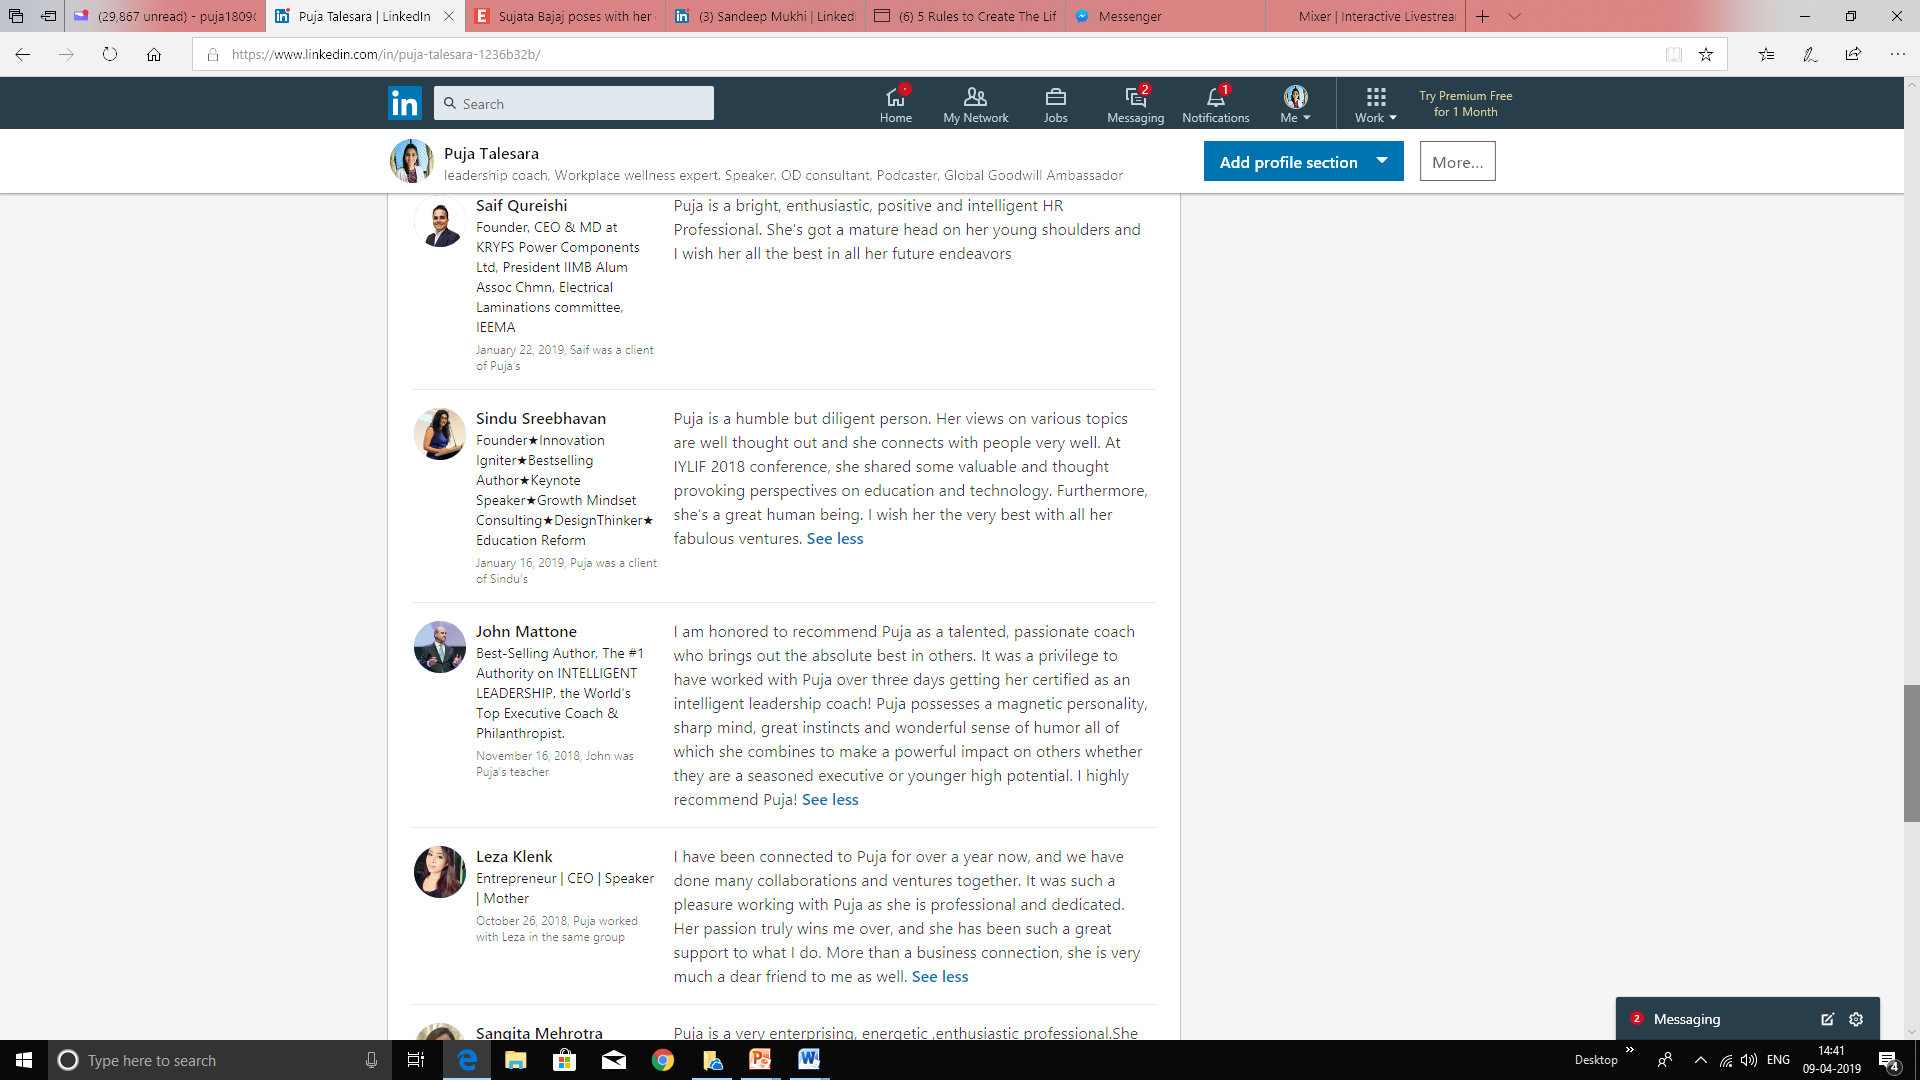 (29,867 unread) - puja1809
Puja Talesara | LinkedIn
Sujata Bajaj poses with her
(3) Sandeep Mukhi | Linked
(6) 5 Rules to Create The Lif
Messenger
Mixer | Interactive Livestrea
https://www.linkedin.com/in/puja-talesara-1236b32b/
in
Search
Home
My Network
Jobs
2
Messaging
1
Notifications
Me
Work
Try Premium Free
for 1 Month
Puja Talesara
leadership coach, Workplace wellness expert, Speaker, OD consultant, Podcaster, Global Goodwill Ambassador
Add profile section
More...
Saif Qureishi
Founder, CEO & MD at
KRYFS Power Components
Ltd, President IIMB Alum
Assoc Chmn, Electrical
Laminations committee,
IEEMA
January 22, 2019, Saif was a client
of Puja's
Puja is a bright, enthusiastic, positive and intelligent HR
Professional. She's got a mature head on her young shoulders and
I wish her all the best in all her future endeavors
Sindu Sreebhavan
Founder★Innovation
Igniter★Bestselling
Author★Keynote
Speaker★Growth Mindset
Consulting★DesignThinker★
Education Reform
January 16, 2019, Puja was a client
of Sindu's
Puja is a humble but diligent person. Her views on various topics
are well thought out and she connects with people very well. At
IYLIF 2018 conference, she shared some valuable and thought
provoking perspectives on education and technology. Furthermore,
she's a great human being. I wish her the very best with all her
fabulous ventures. See less
John Mattone
Best-Selling Author, The #1
Authority on INTELLIGENT
LEADERSHIP, the World's
Top Executive Coach &
Philanthropist.
November 16, 2018, John was
Puja's teacher
I am honored to recommend Puja as a talented, passionate coach
who brings out the absolute best in others. It was a privilege to
have worked with Puja over three days getting her certified as an
intelligent leadership coach! Puja possesses a magnetic personality,
sharp mind, great instincts and wonderful sense of humor all of
which she combines to make a powerful impact on others whether
they are a seasoned executive or younger high potential. I highly
recommend Puja! See less
Leza Klenk
Entrepreneur | CEO | Speaker
| Mother
October 26, 2018, Puja worked
with Leza in the same group
I have been connected to Puja for over a year now, and we have
done many collaborations and ventures together. It was such a
pleasure working with Puja as she is professional and dedicated.
Her passion truly wins me over, and she has been such a great
support to what I do. More than a business connection, she is very
much a dear friend to me as well. See less
Sangita Mehrotra
Puja is a very enterprising, energetic ,enthusiastic professional.She
2 Messaging
Type here to search
Desktop
ENG
14:41
09-04-2019
4